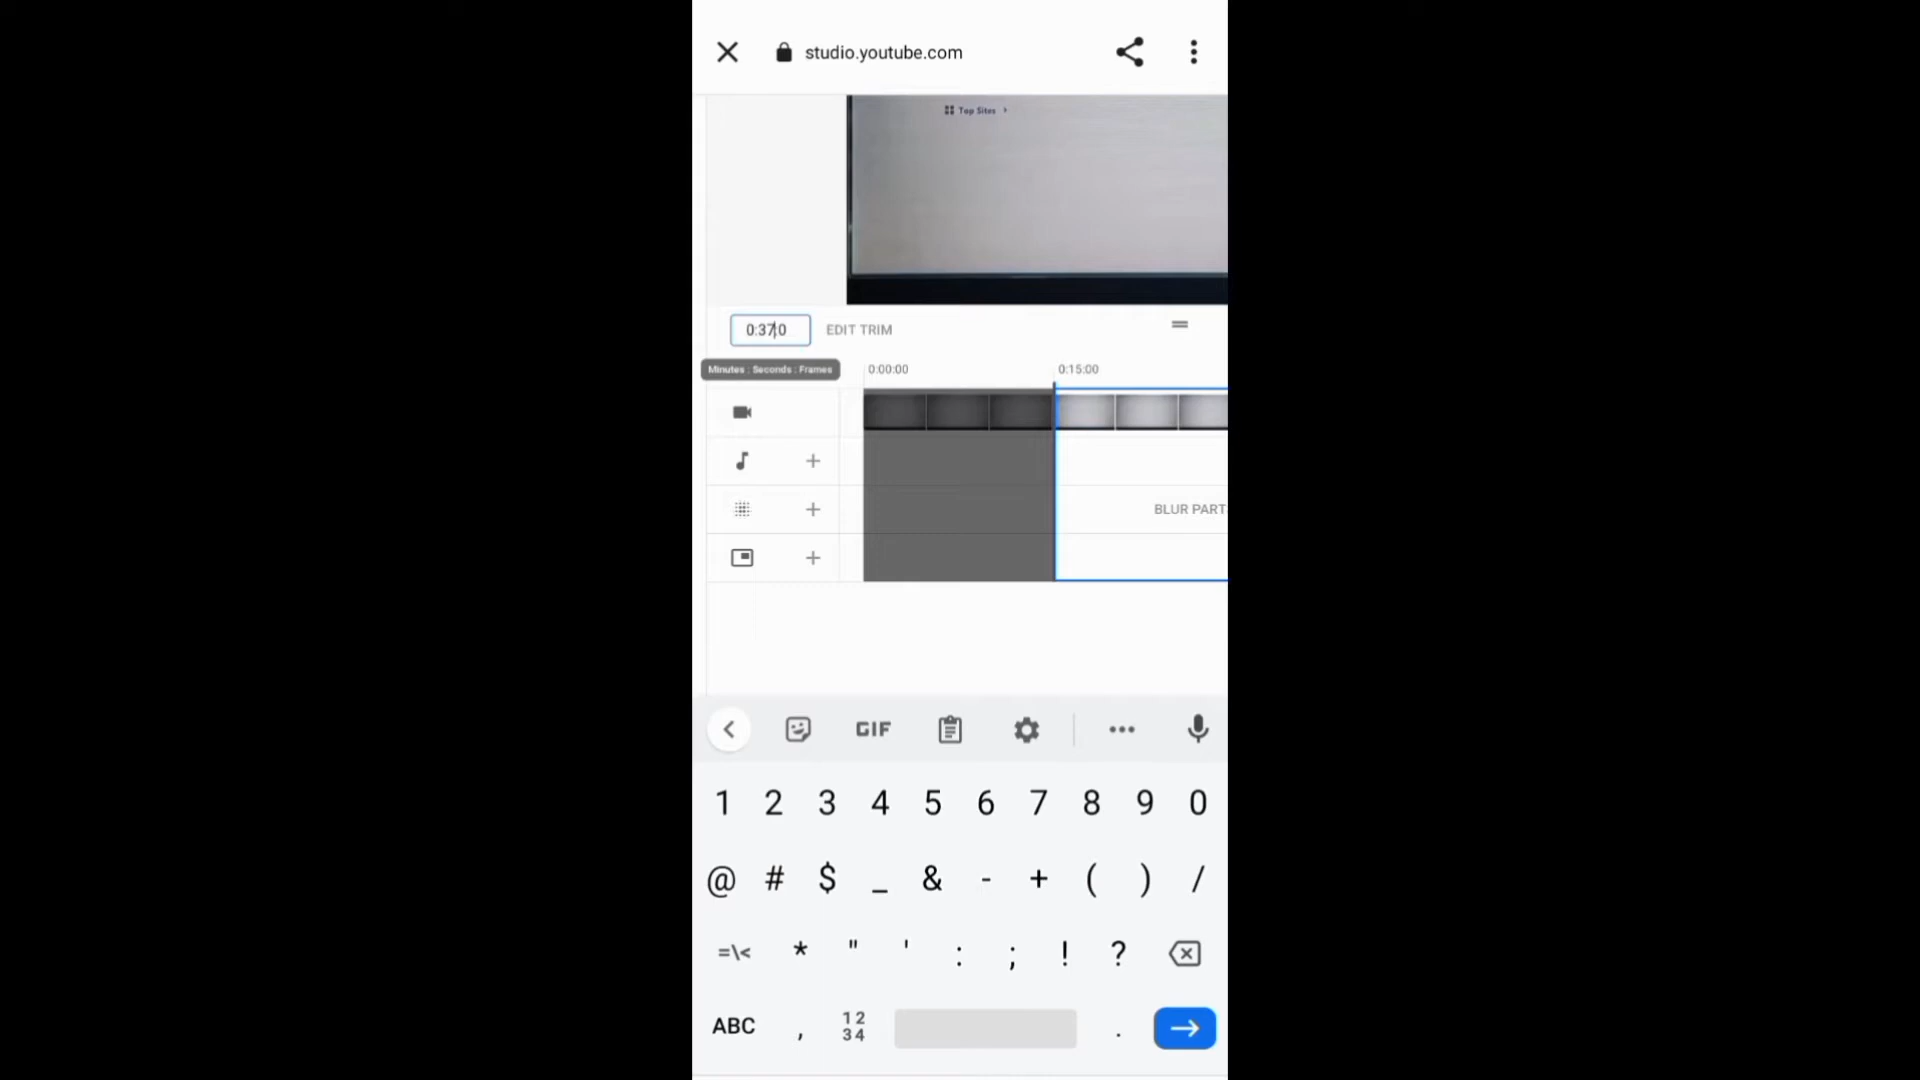 studio.youtube.com
Top Sites
0:37|0 EDIT TRIM
Minutes : Seconds : Frames
0:00:00 0:15:00
BLUR PART
GIF
1 2 3 4 5 6 7 8 9 0
@ # $ _ & - + ( ) /
=\< * " ' : ; ! ?
ABC , 12 34 .